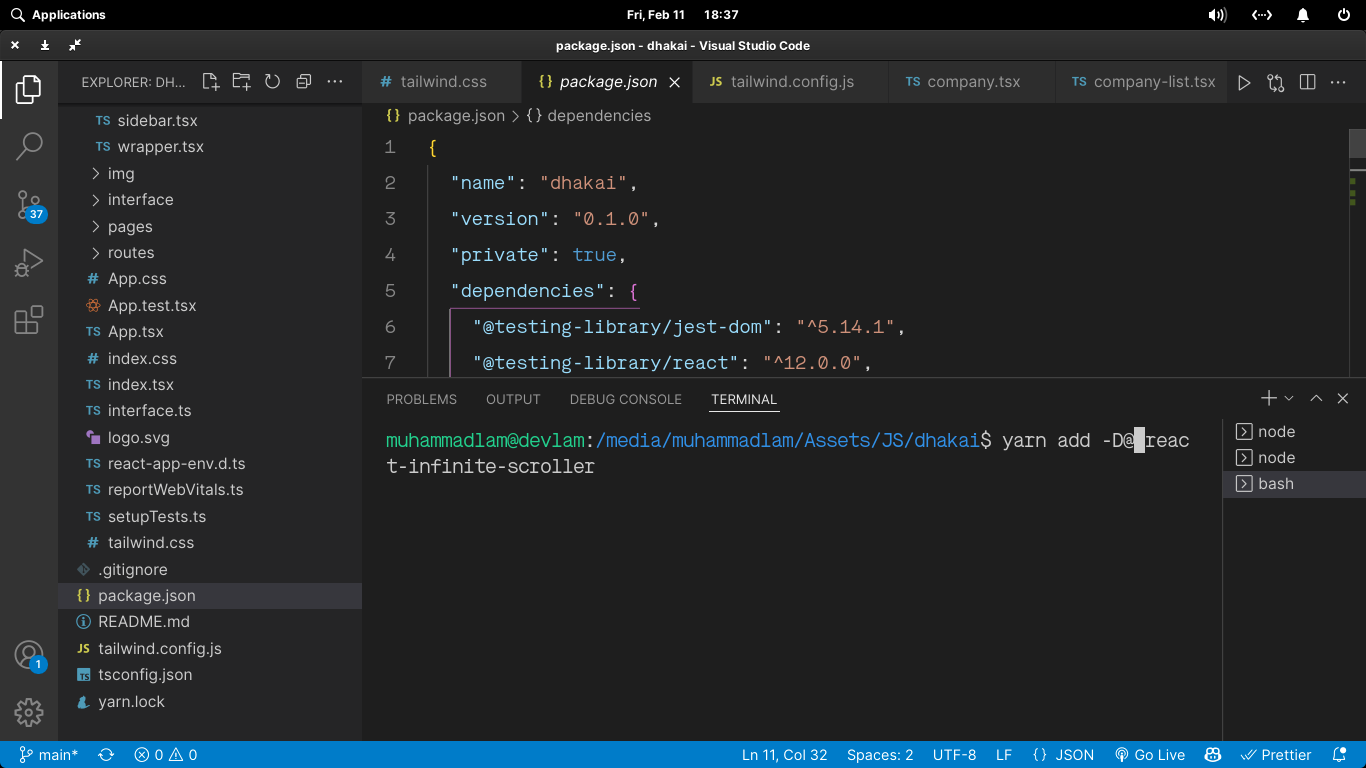 Applications
Fri, Feb 11 18:37
package.json - dhakai - Visual Studio Code
EXPLORER: DH...
tailwind.css
{} package.json
JS tailwind.config.js
TS company.tsx
TS company-list.tsx
TS sidebar.tsx
TS wrapper.tsx
img
interface
pages
routes
# App.css
App.test.tsx
TS App.tsx
# index.css
TS index.tsx
TS interface.ts
logo.svg
TS react-app-env.d.ts
TS reportWebVitals.ts
TS setupTests.ts
# tailwind.css
.gitignore
{} package.json
README.md
JS tailwind.config.js
TS tsconfig.json
yarn.lock
37
1
{} package.json > {} dependencies
1 {
2 "name": "dhakai",
3 "version": "0.1.0",
4 "private": true,
5 "dependencies": {
6 "@testing-library/jest-dom": "^5.14.1",
7 "@testing-library/react": "^12.0.0",
PROBLEMS OUTPUT DEBUG CONSOLE TERMINAL
muhammadlam@devlam:/media/muhammadlam/Assets/JS/dhakai$ yarn add -D@ reac
t-infinite-scroller
node
node
bash
main* 0 0 Ln 11, Col 32 Spaces: 2 UTF-8 LF {} JSON Go Live Prettier